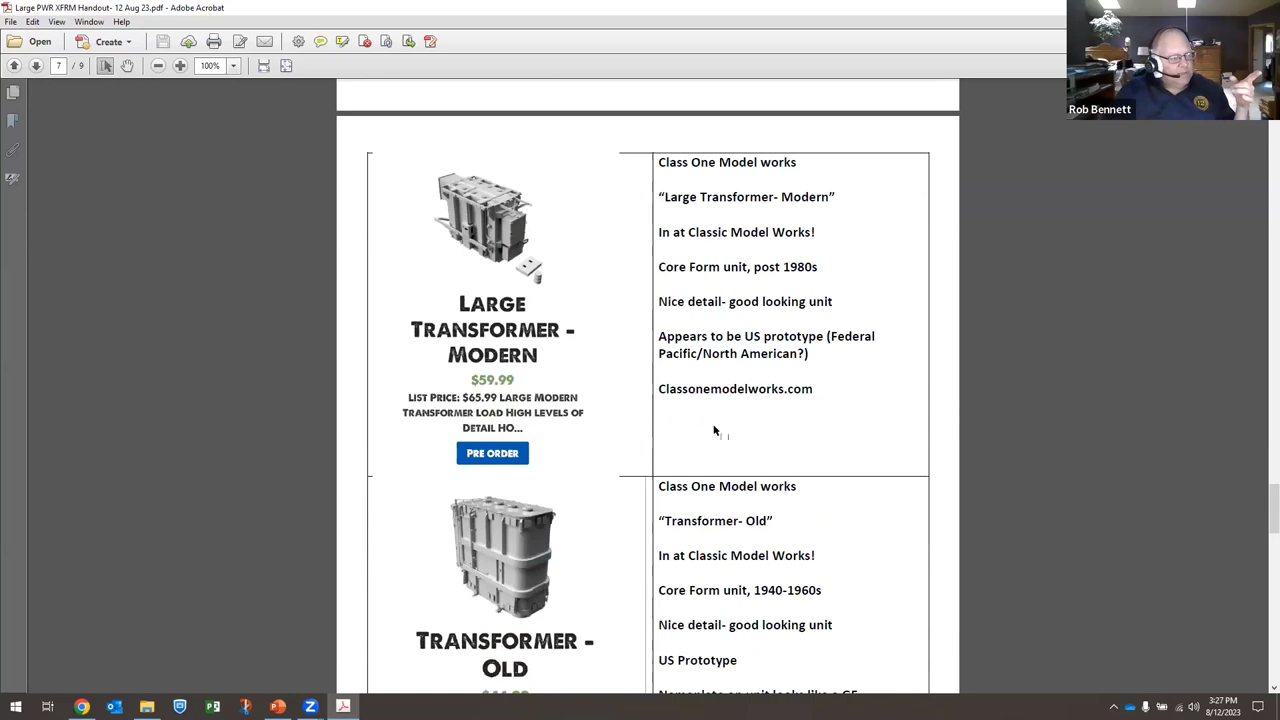 Large PWR XFRM Handout- 12 Aug 23.pdf - Adobe Acrobat
File Edit View Window Help
Open Create
7 / 9 100%
Rob Bennett
LARGE
TRANSFORMER -
MODERN
$59.99
LIST PRICE: $65.99 LARGE MODERN
TRANSFORMER LOAD HIGH LEVELS OF
DETAIL HO...
PRE ORDER
Class One Model works
“Large Transformer- Modern”
In at Classic Model Works!
Core Form unit, post 1980s
Nice detail- good looking unit
Appears to be US prototype (Federal
Pacific/North American?)
Classonemodelworks.com
TRANSFORMER -
OLD
Class One Model works
“Transformer- Old”
In at Classic Model Works!
Core Form unit, 1940-1960s
Nice detail- good looking unit
US Prototype
3:27 PM
8/12/2023